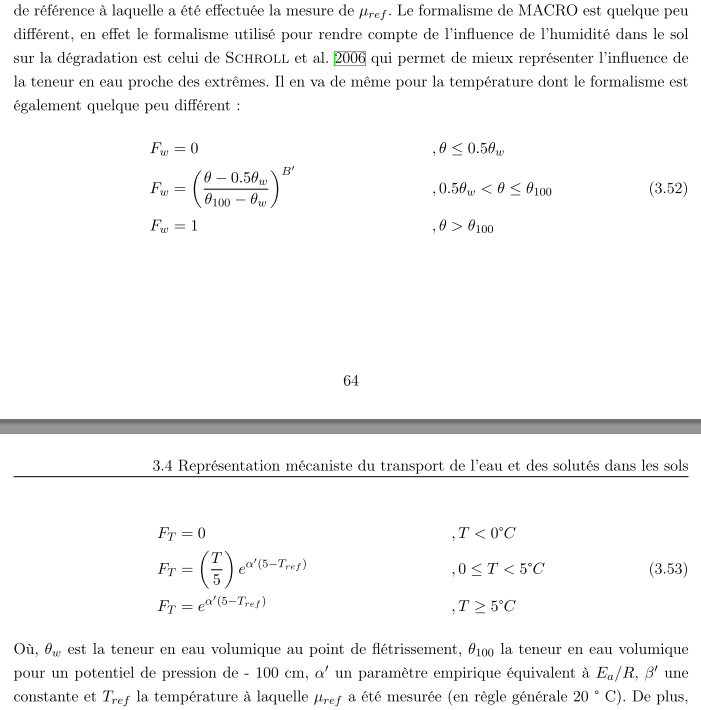 de référence à laquelle a été effectuée la mesure de μ_ref. Le formalisme de MACRO est quelque peu
différent, en effet le formalisme utilisé pour rendre compte de l'influence de l'humidité dans le sol
sur la dégradation est celui de SCHROLL et al. 2006 qui permet de mieux représenter l'influence de
la teneur en eau proche des extrêmes. Il en va de même pour la température dont le formalisme est
également quelque peu différent :
F_w = 0 , θ ≤ 0.5θ_w
F_w = ((θ − 0.5θ_w)/(θ_100 − θ_w))^B′ , 0.5θ_w < θ ≤ θ_100 (3.52)
F_w = 1 , θ > θ_100
64
3.4 Représentation mécaniste du transport de l'eau et des solutés dans les sols
F_T = 0 , T < 0°C
F_T = (T/5) e^α′(5−T_ref) , 0 ≤ T < 5°C (3.53)
F_T = e^α′(5−T_ref) , T ≥ 5°C
Où, θ_w est la teneur en eau volumique au point de flétrissement, θ_100 la teneur en eau volumique
pour un potentiel de pression de - 100 cm, α′ un paramètre empirique équivalent à E_a/R, β′ une
constante et T_ref la température à laquelle μ_ref a été mesurée (en règle générale 20 ° C). De plus,